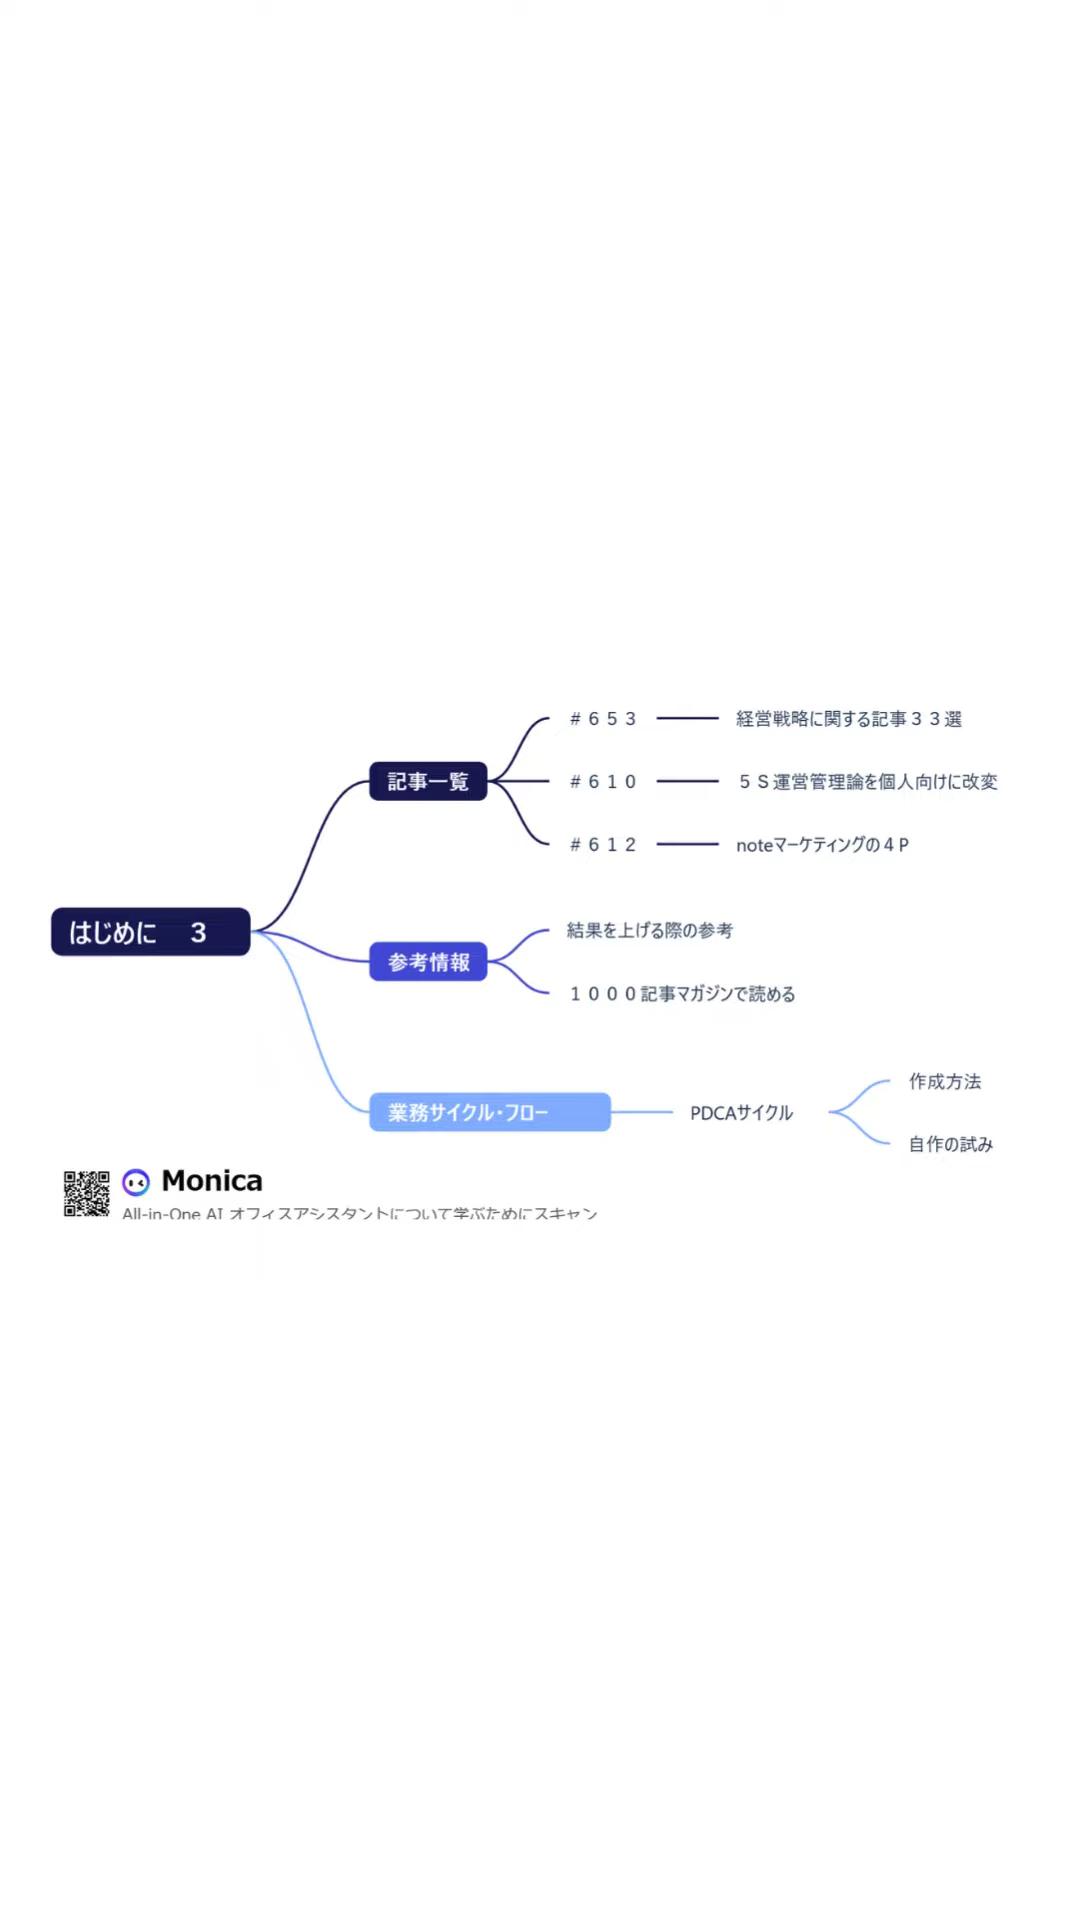 ＃６５３
経営戦略に関する記事３３選
記事一覧
＃６１０
５Ｓ運営管理論を個人向けに改変
＃６１２
noteマーケティングの４Ｐ
はじめに　３
参考情報
結果を上げる際の参考
１０００記事マガジンで読める
業務サイクル・フロー
PDCAサイクル
作成方法
自作の試み
Monica
All-in-One AI オフィスアシスタントについて学ぶためにスキャン